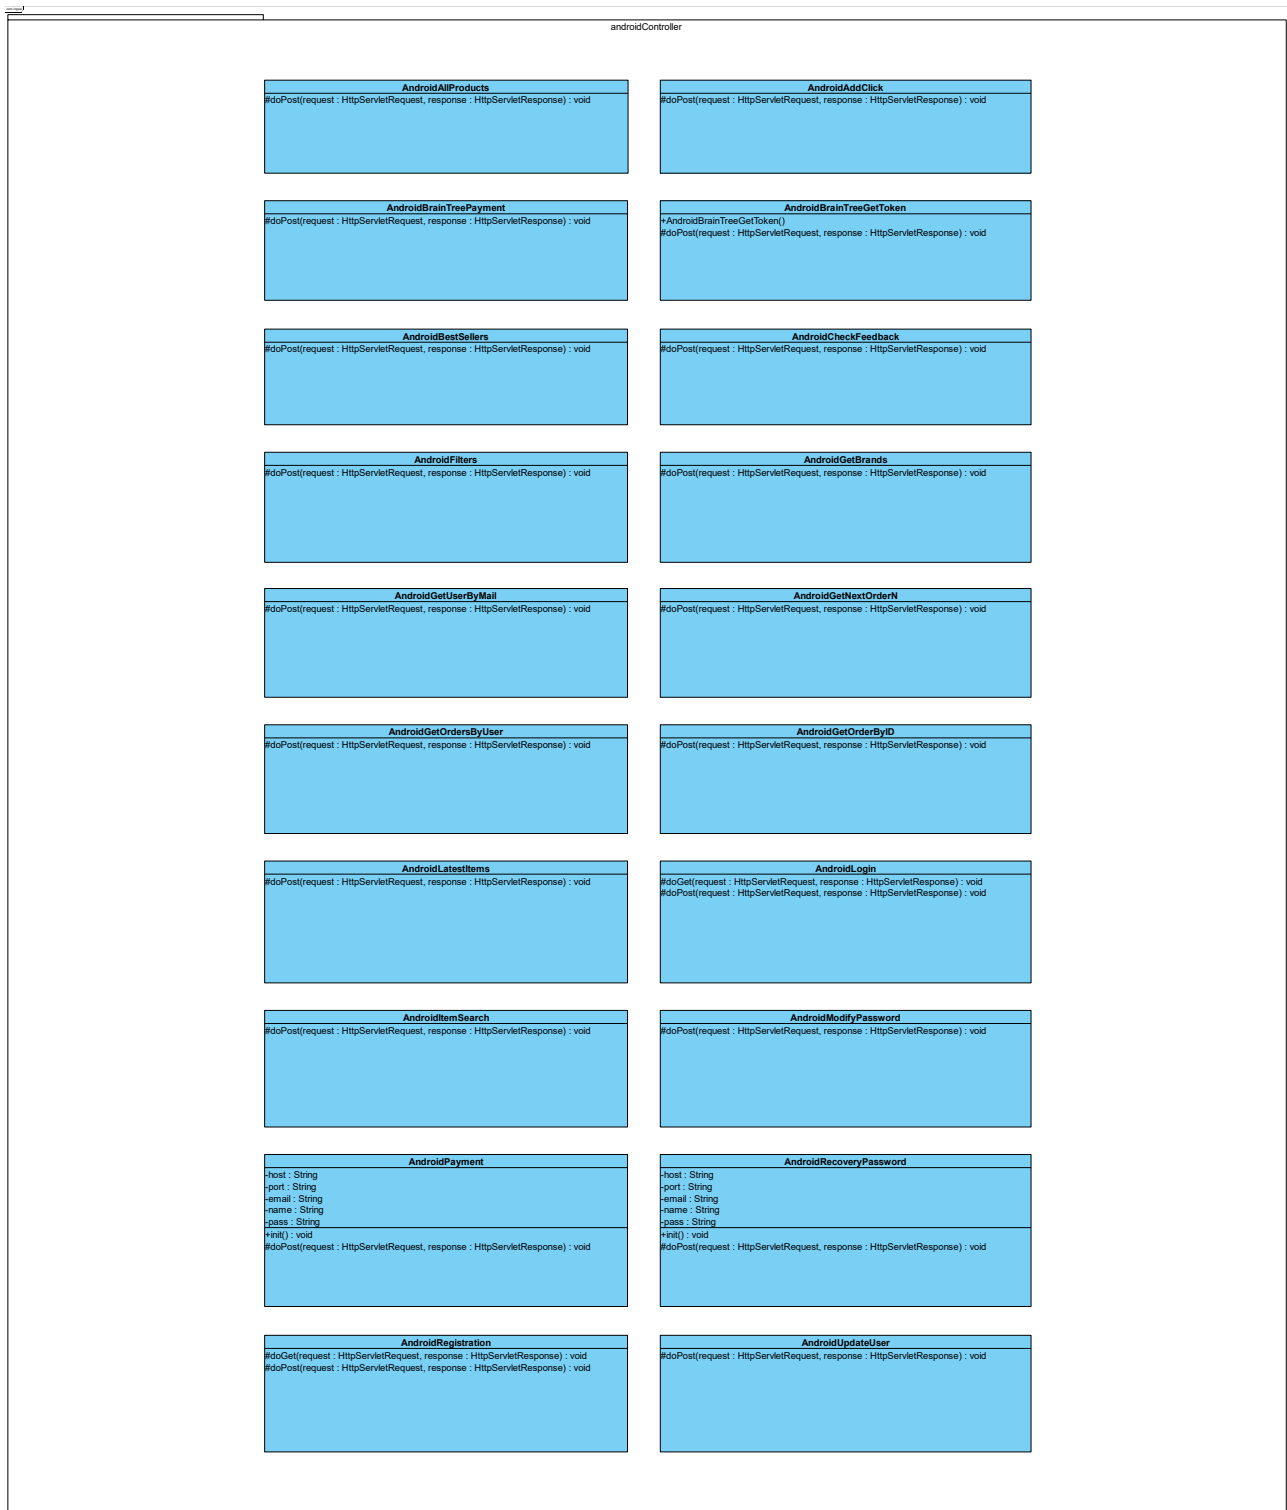 androidController
AndroidAllProducts
#doPost(request : HttpServletRequest, response : HttpServletResponse) : void
AndroidAddClick
#doPost(request : HttpServletRequest, response : HttpServletResponse) : void
AndroidBrainTreePayment
#doPost(request : HttpServletRequest, response : HttpServletResponse) : void
AndroidBrainTreeGetToken
+AndroidBrainTreeGetToken()
#doPost(request : HttpServletRequest, response : HttpServletResponse) : void
AndroidBestSellers
#doPost(request : HttpServletRequest, response : HttpServletResponse) : void
AndroidCheckFeedback
#doPost(request : HttpServletRequest, response : HttpServletResponse) : void
AndroidFilters
#doPost(request : HttpServletRequest, response : HttpServletResponse) : void
AndroidGetBrands
#doPost(request : HttpServletRequest, response : HttpServletResponse) : void
AndroidGetUserByMail
#doPost(request : HttpServletRequest, response : HttpServletResponse) : void
AndroidGetNextOrderN
#doPost(request : HttpServletRequest, response : HttpServletResponse) : void
AndroidGetOrdersByUser
#doPost(request : HttpServletRequest, response : HttpServletResponse) : void
AndroidGetOrderByID
#doPost(request : HttpServletRequest, response : HttpServletResponse) : void
AndroidLatestItems
#doPost(request : HttpServletRequest, response : HttpServletResponse) : void
AndroidLogin
#doGet(request : HttpServletRequest, response : HttpServletResponse) : void
#doPost(request : HttpServletRequest, response : HttpServletResponse) : void
AndroidItemSearch
#doPost(request : HttpServletRequest, response : HttpServletResponse) : void
AndroidModifyPassword
#doPost(request : HttpServletRequest, response : HttpServletResponse) : void
AndroidPayment
-host : String
-port : String
-email : String
-name : String
-pass : String
+init() : void
#doPost(request : HttpServletRequest, response : HttpServletResponse) : void
AndroidRecoveryPassword
-host : String
-port : String
-email : String
-name : String
-pass : String
+init() : void
#doPost(request : HttpServletRequest, response : HttpServletResponse) : void
AndroidRegistration
#doGet(request : HttpServletRequest, response : HttpServletResponse) : void
#doPost(request : HttpServletRequest, response : HttpServletResponse) : void
AndroidUpdateUser
#doPost(request : HttpServletRequest, response : HttpServletResponse) : void